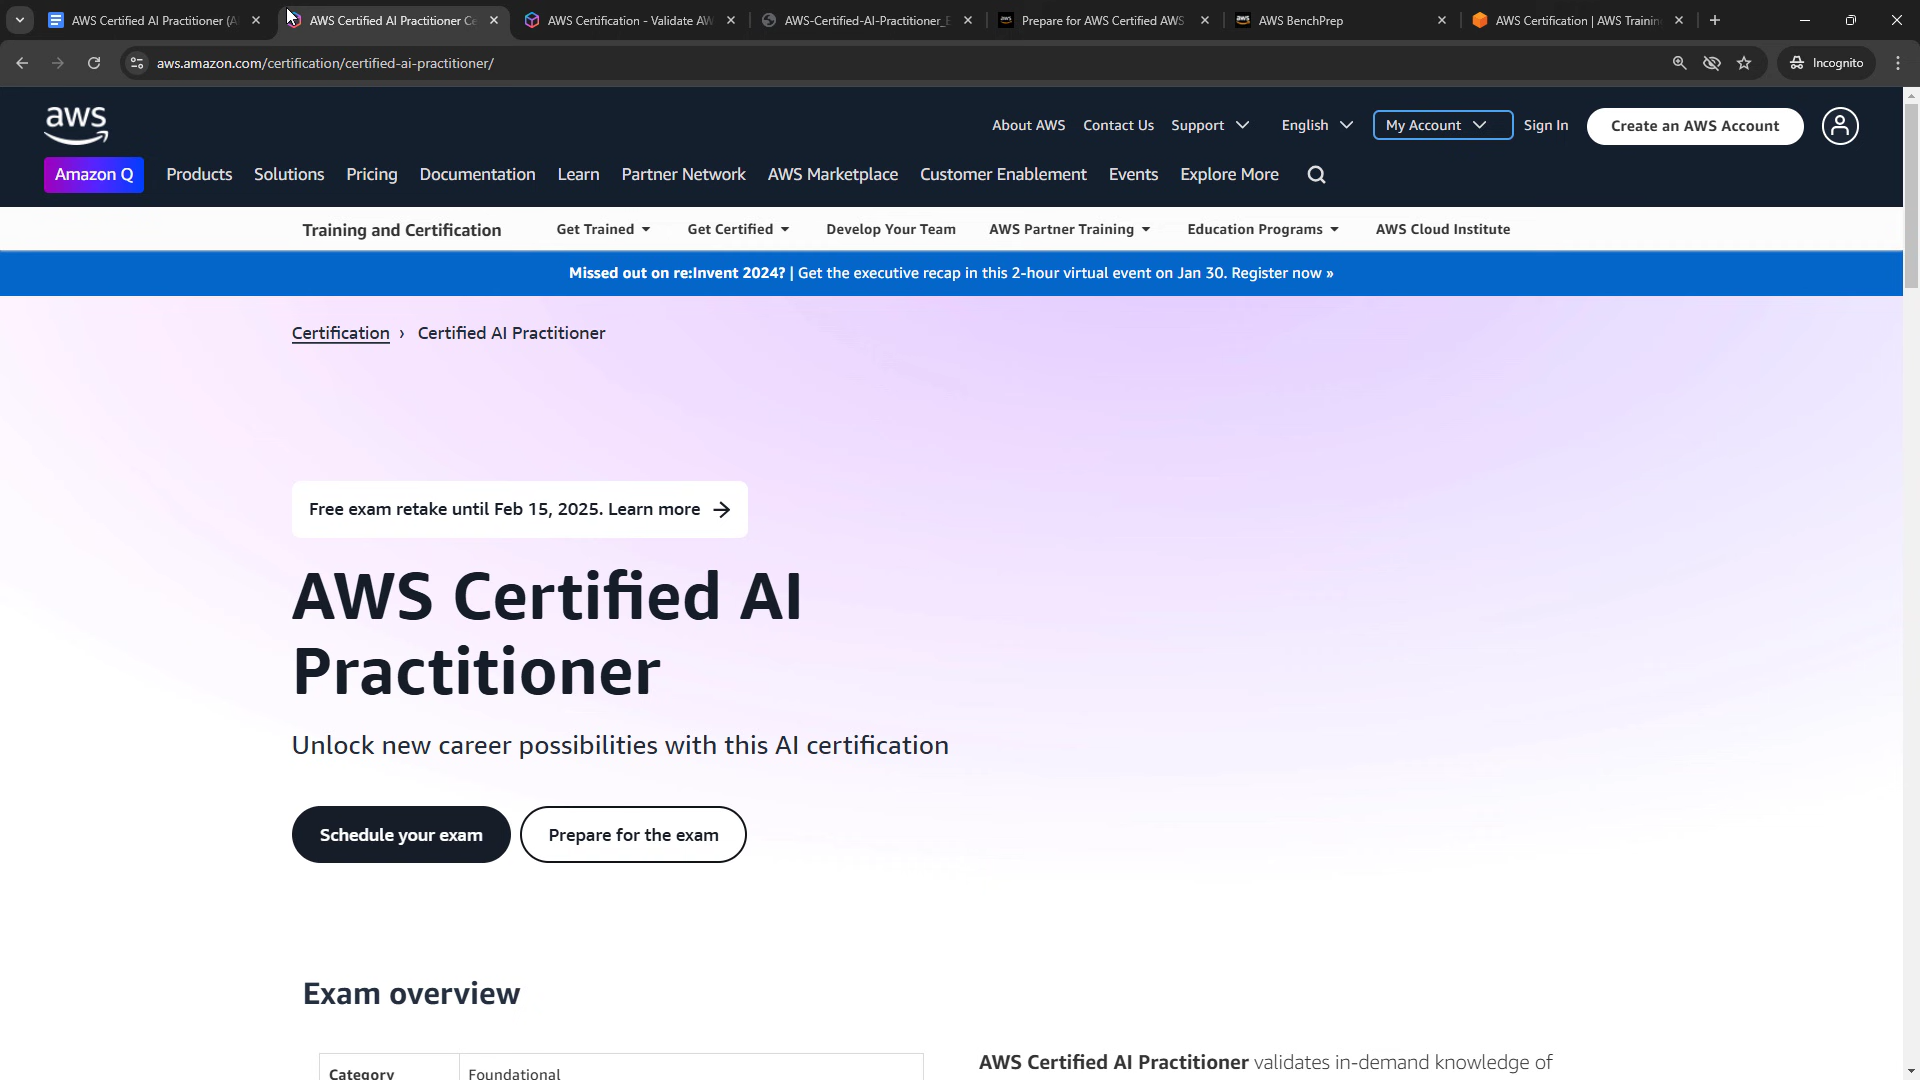 AWS Certified AI Practitioner (A
AWS Certified AI Practitioner Ce
AWS Certification - Validate AW
AWS-Certified-AI-Practitioner_E
Prepare for AWS Certified AWS
AWS BenchPrep
AWS Certification | AWS Trainin
aws.amazon.com/certification/certified-ai-practitioner/
Incognito
aws
About AWS Contact Us Support English My Account Sign In Create an AWS Account
Amazon Q Products Solutions Pricing Documentation Learn Partner Network AWS Marketplace Customer Enablement Events Explore More
Training and Certification Get Trained Get Certified Develop Your Team AWS Partner Training Education Programs AWS Cloud Institute
Missed out on re:Invent 2024? | Get the executive recap in this 2-hour virtual event on Jan 30. Register now »
Certification › Certified AI Practitioner
Free exam retake until Feb 15, 2025. Learn more →
AWS Certified AI
Practitioner
Unlock new career possibilities with this AI certification
Schedule your exam Prepare for the exam
Exam overview
Category Foundational
AWS Certified AI Practitioner validates in-demand knowledge of